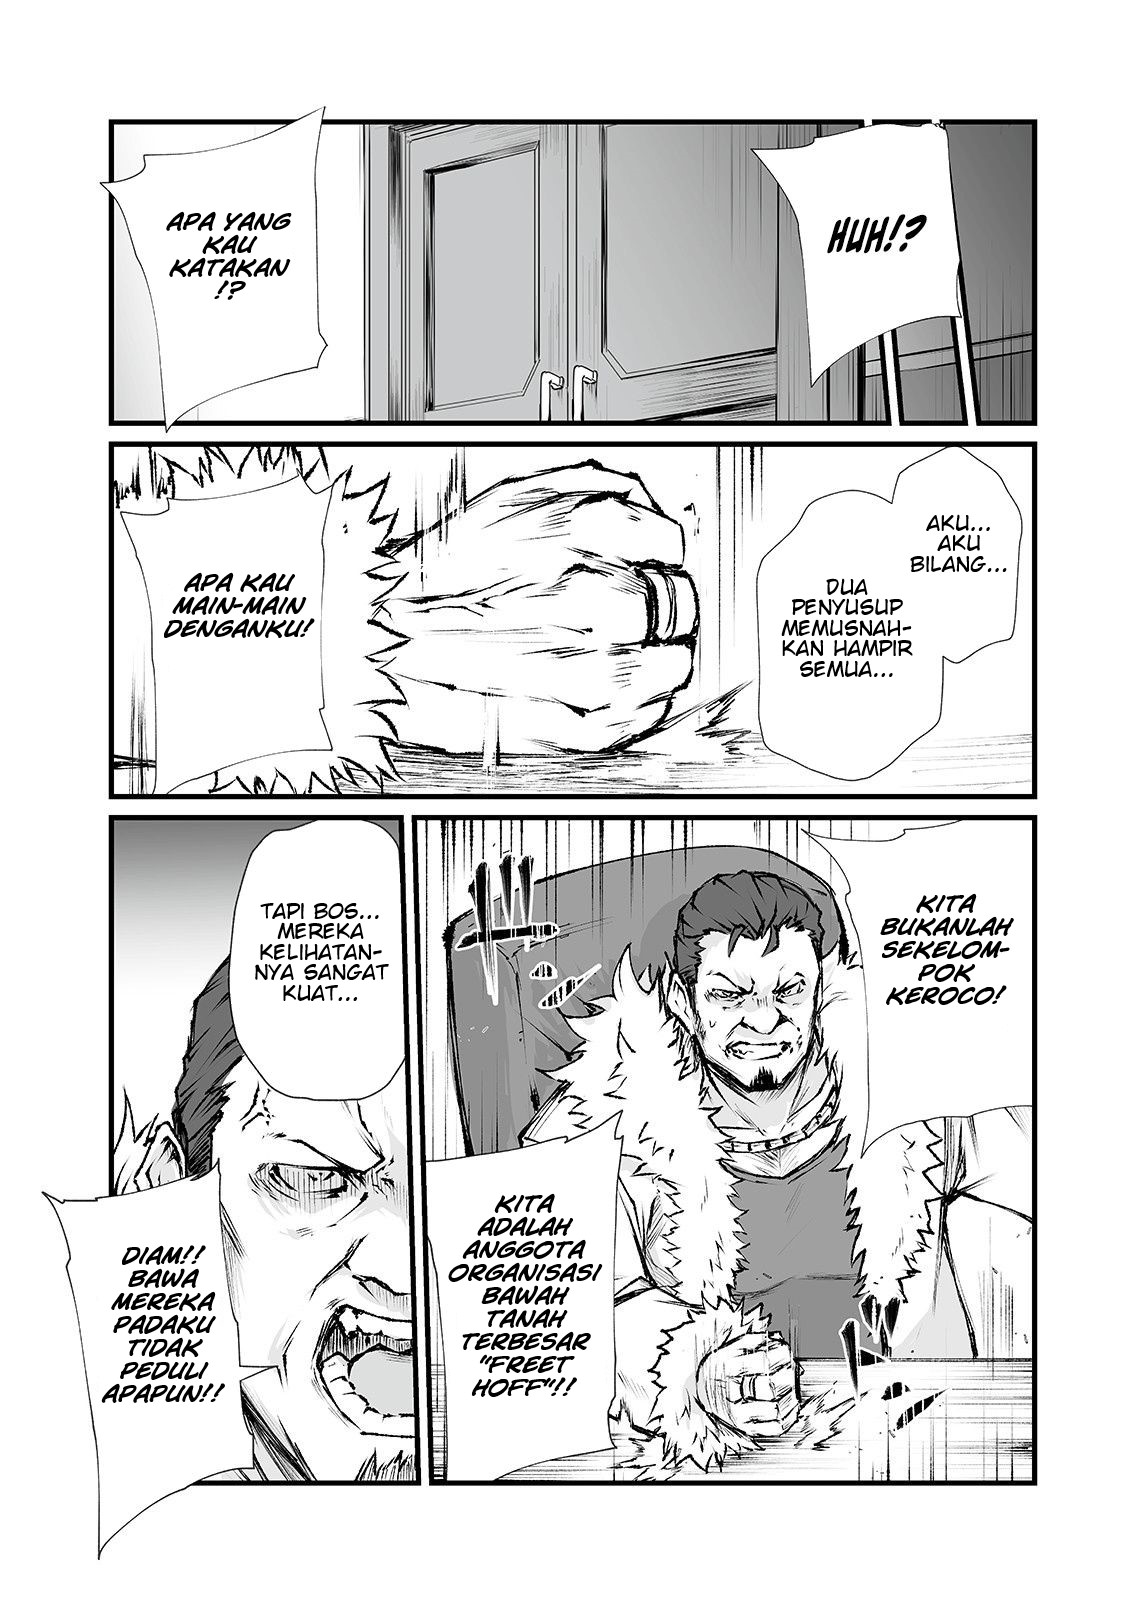 HUH!?
APA YANG
KAU
KATAKAN
!?
AKU...
AKU
BILANG...
DUA
PENYUSUP
MEMUSNAH-
KAN HAMPIR
SEMUA...
APA KAU
MAIN-MAIN
DENGANKU!
KITA
BUKANLAH
SEKELOM-
POK
KEROCO!
KITA
ADALAH
ANGGOTA
ORGANISASI
BAWAH
TANAH
TERBESAR
"FREET
HOFF"!!
TAPI BOS...
MEREKA
KELIHATAN-
NYA SANGAT
KUAT...
DIAM!!
BAWA
MEREKA
PADAKU
TIDAK
PEDULI
APAPUN!!